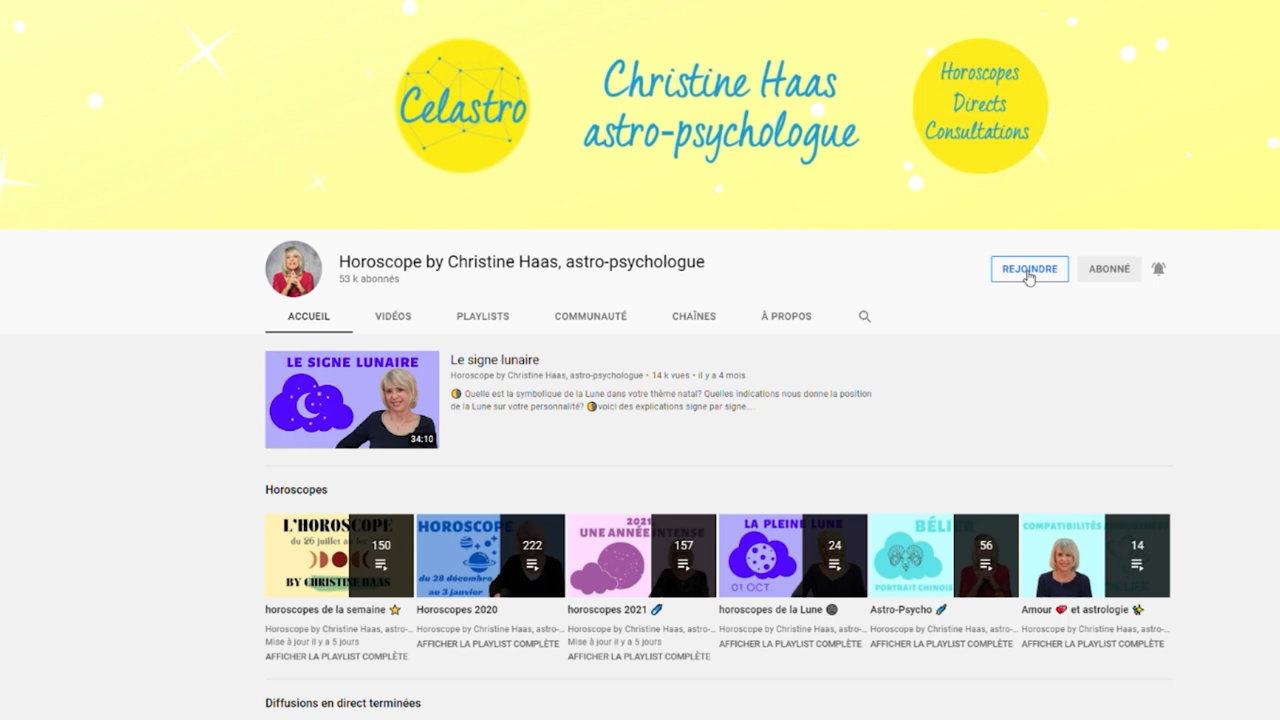 Celastro
Christine Haas
astro-psychologue
Horoscopes
Directs
Consultations
Horoscope by Christine Haas, astro-psychologue
53 k abonnés
REJOINDRE
ABONNÉ
ACCUEIL
VIDÉOS
PLAYLISTS
COMMUNAUTÉ
CHAÎNES
À PROPOS
LE SIGNE LUNAIRE
34:10
Le signe lunaire
Horoscope by Christine Haas, astro-psychologue • 14 k vues • il y a 4 mois
🌗 Quelle est la symbolique de la Lune dans votre thème natal? Quelles indications nous donne la position
de la Lune sur votre personnalité? 🌗voici des explications signe par signe....
Horoscopes
L'HOROSCOPE
du 26 juillet au 1er
BY CHRISTINE HAAS
150
HOROSCOPE
du 28 décembre
au 3 janvier
222
2021,
UNE ANNÉE INTENSE
157
LA PLEINE LUNE
01 OCT.
24
BÉLIER
PORTRAIT CHINOIS
56
COMPATIBILITÉS
14
horoscopes de la semaine ⭐
Horoscopes 2020
horoscopes 2021
horoscopes de la Lune
Astro-Psycho
Amour et astrologie
Horoscope by Christine Haas, astro-...
Horoscope by Christine Haas, astro-...
Horoscope by Christine Haas, astro-...
Horoscope by Christine Haas, astro-...
Horoscope by Christine Haas, astro-...
Horoscope by Christine Haas, astro-...
Mise à jour il y a 5 jours
AFFICHER LA PLAYLIST COMPLÈTE
Mise à jour il y a 5 jours
AFFICHER LA PLAYLIST COMPLÈTE
AFFICHER LA PLAYLIST COMPLÈTE
AFFICHER LA PLAYLIST COMPLÈTE
AFFICHER LA PLAYLIST COMPLÈTE
AFFICHER LA PLAYLIST COMPLÈTE
Diffusions en direct terminées